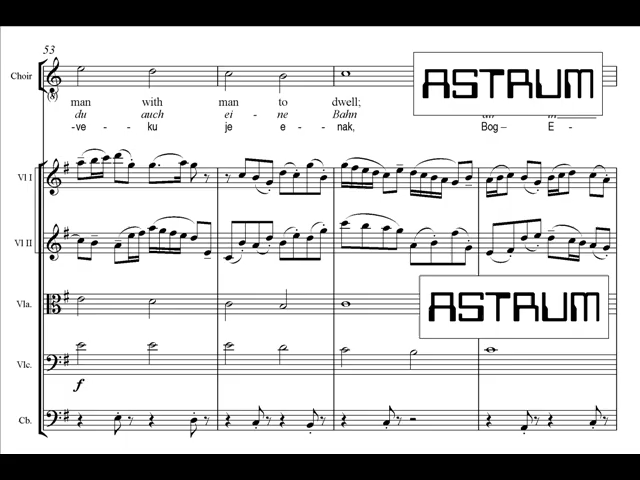 53
Choir
ASTRUM
man with man to dwell;
du auch ei - ne Bahn
-ve - ku je e - nak, Bog – E -
Vl I
Vl II
Vla.
ASTRUM
Vlc.
f
Cb.